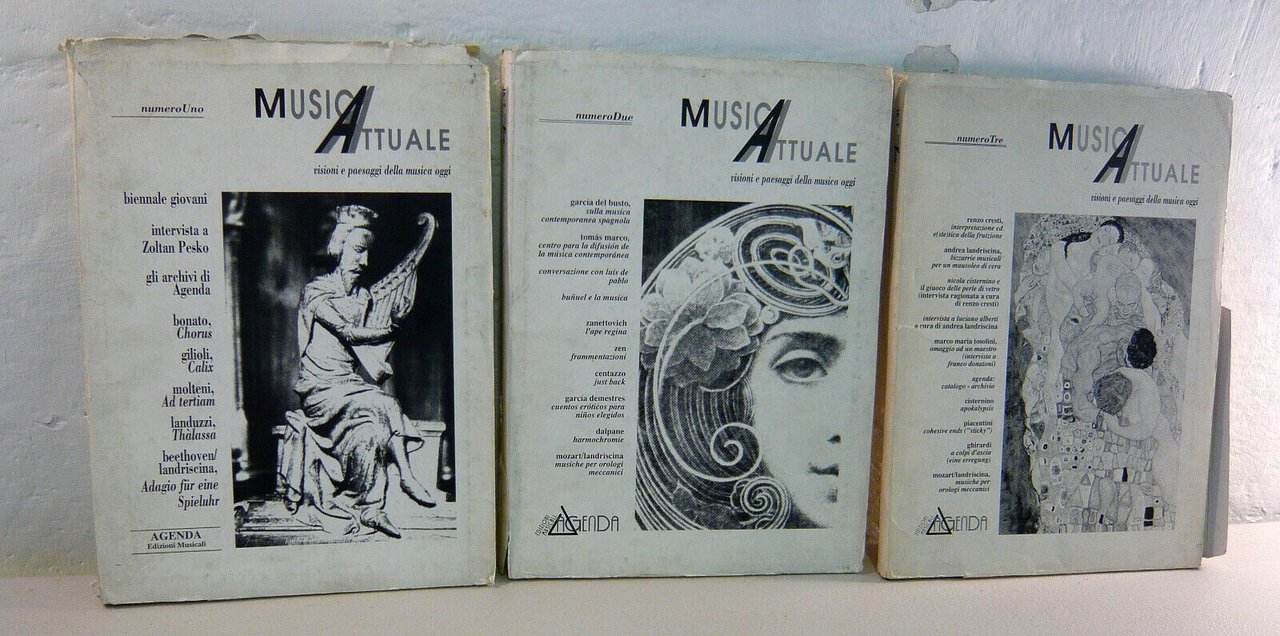 numeroUno
MUSICA
ATTUALE
visioni e paesaggi della musica oggi
biennale giovani
intervista a
Zoltan Pesko
gli archivi di
Agenda
bonato,
Chorus
gilioli,
Calix
molteni,
Ad tertiam
landuzzi,
Thalassa
beethoven/
landriscina,
Adagio für eine
Spieluhr
AGENDA
Edizioni Musicali
numeroDue
MUSICA
ATTUALE
visioni e paesaggi della musica oggi
garcía del busto,
sulla musica
contemporanea spagnola
tomás marco,
centro para la difusión de
la música contemporánea
conversazione con luis de
pablo
buñuel e la musica
zanettovich
l'ape regina
zen
frammentazioni
centazzo
just back
garcía demestres
cuentos eróticos para
niños elegidos
dalpane
harmochromie
mozart/landriscina
musiche per orologi
meccanici
AGENDA
numeroTre
MUSICA
ATTUALE
visioni e paesaggi della musica oggi
renzo cresti,
interpretazione ed
e(ste)tica della fruizione
andrea landriscina,
bizzarrie musicali
per un mausoleo di cera
nicola cisternino e
il giuoco delle perle di vetro
(intervista ragionata a cura
di renzo cresti)
intervista a luciano alberti
a cura di andrea landriscina
marco maria tosolini,
omaggio ad un maestro
(intervista a
franco donatoni)
agenda:
catalogo - archivio
cisternino
apokalypsis
piacentini
cohesive ends ("sticky")
ghirardi
a colpi d'ascia
(eine erregung)
mozart/landriscina,
musiche per
orologi meccanici
AGENDA